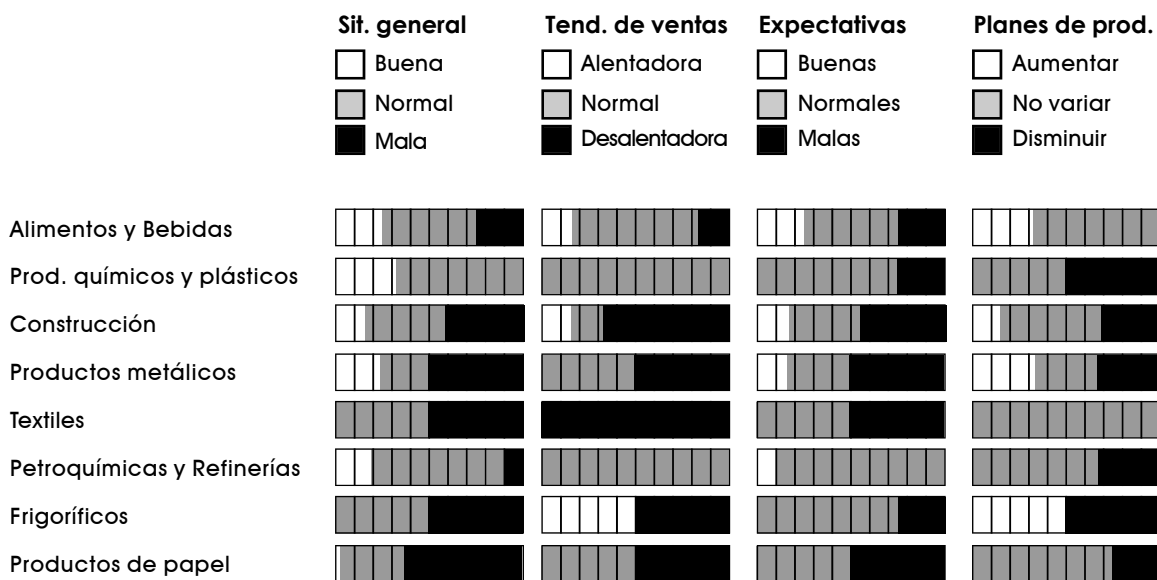 Sit. general Tend. de ventas Expectativas Planes de prod.
Buena Alentadora Buenas Aumentar
Normal Normal Normales No variar
Mala Desalentadora Malas Disminuir
Alimentos y Bebidas
Prod. químicos y plásticos
Construcción
Productos metálicos
Textiles
Petroquímicas y Refinerías
Frigoríficos
Productos de papel